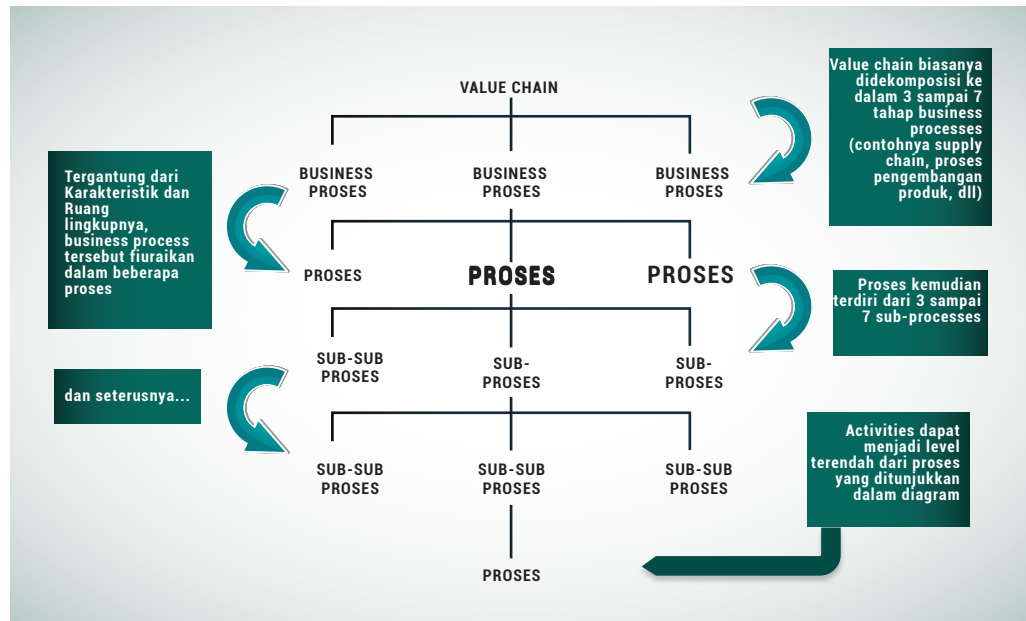 VALUE CHAIN
Value chain biasanya
didekomposisi ke
dalam 3 sampai 7
tahap business
processes
(contohnya supply
chain, proses
pengembangan
produk, dll)
BUSINESS
PROSES
BUSINESS
PROSES
BUSINESS
PROSES
Tergantung dari
Karakteristik dan
Ruang
lingkupnya,
business process
tersebut fiuraikan
dalam beberapa
proses
PROSES
PROSES
PROSES
Proses kemudian
terdiri dari 3 sampai
7 sub-processes
SUB-SUB
PROSES
SUB-
PROSES
SUB-
PROSES
dan seterusnya...
SUB-SUB
PROSES
SUB-SUB
PROSES
SUB-SUB
PROSES
Activities dapat
menjadi level
terendah dari proses
yang ditunjukkan
dalam diagram
PROSES